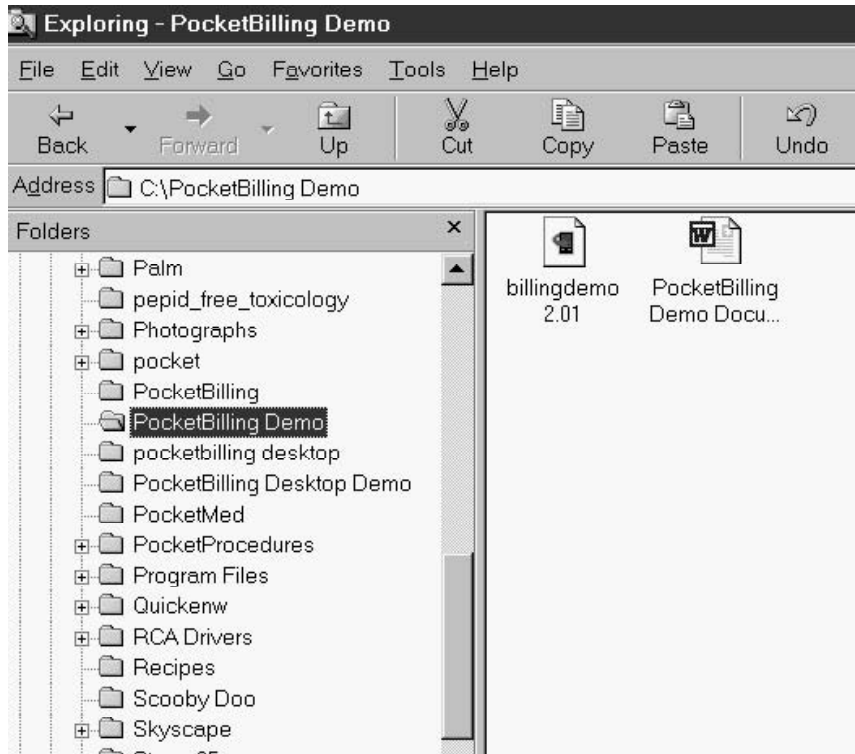 Exploring - PocketBilling Demo
File Edit View Go Favorites Tools Help
Back Forward Up Cut Copy Paste Undo
Address C:\PocketBilling Demo
Folders
Palm
pepid_free_toxicology
Photographs
pocket
PocketBilling
PocketBilling Demo
pocketbilling desktop
PocketBilling Desktop Demo
PocketMed
PocketProcedures
Program Files
Quickenw
RCA Drivers
Recipes
Scooby Doo
Skyscape
billingdemo
2.01
PocketBilling
Demo Docu...